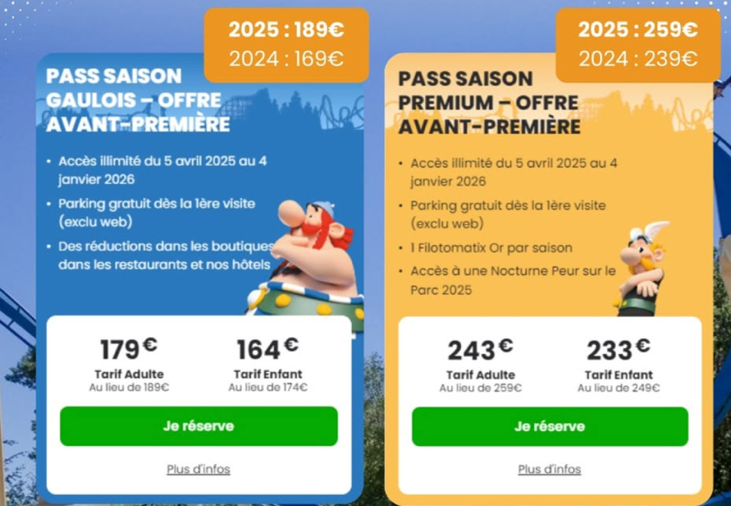 2025 : 189€
2024 : 169€
PASS SAISON
GAULOIS – OFFRE
AVANT-PREMIÈRE
• Accès illimité du 5 avril 2025 au 4
janvier 2026
• Parking gratuit dès la 1ère visite
(exclu web)
• Des réductions dans les boutiques
dans les restaurants et nos hôtels
179€
Tarif Adulte
Au lieu de 189€
164€
Tarif Enfant
Au lieu de 174€
Je réserve
Plus d'infos
2025 : 259€
2024 : 239€
PASS SAISON
PREMIUM – OFFRE
AVANT-PREMIÈRE
• Accès illimité du 5 avril 2025 au 4
janvier 2026
• Parking gratuit dès la 1ère visite
(exclu web)
• 1 Filotomatix Or par saison
• Accès à une Nocturne Peur sur le
Parc 2025
243€
Tarif Adulte
Au lieu de 259€
233€
Tarif Enfant
Au lieu de 249€
Je réserve
Plus d'infos